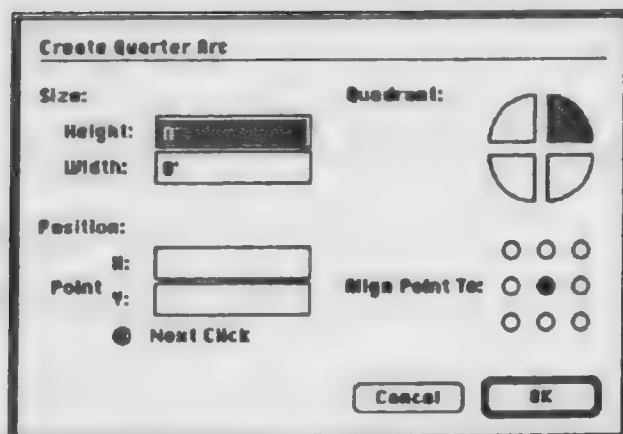 Create Quarter Arc
Size:
Quadrant:
Height:
Width: 0"
Position:
X:
Point
Y:
Align Point To:
Next Click
Cancel
OK